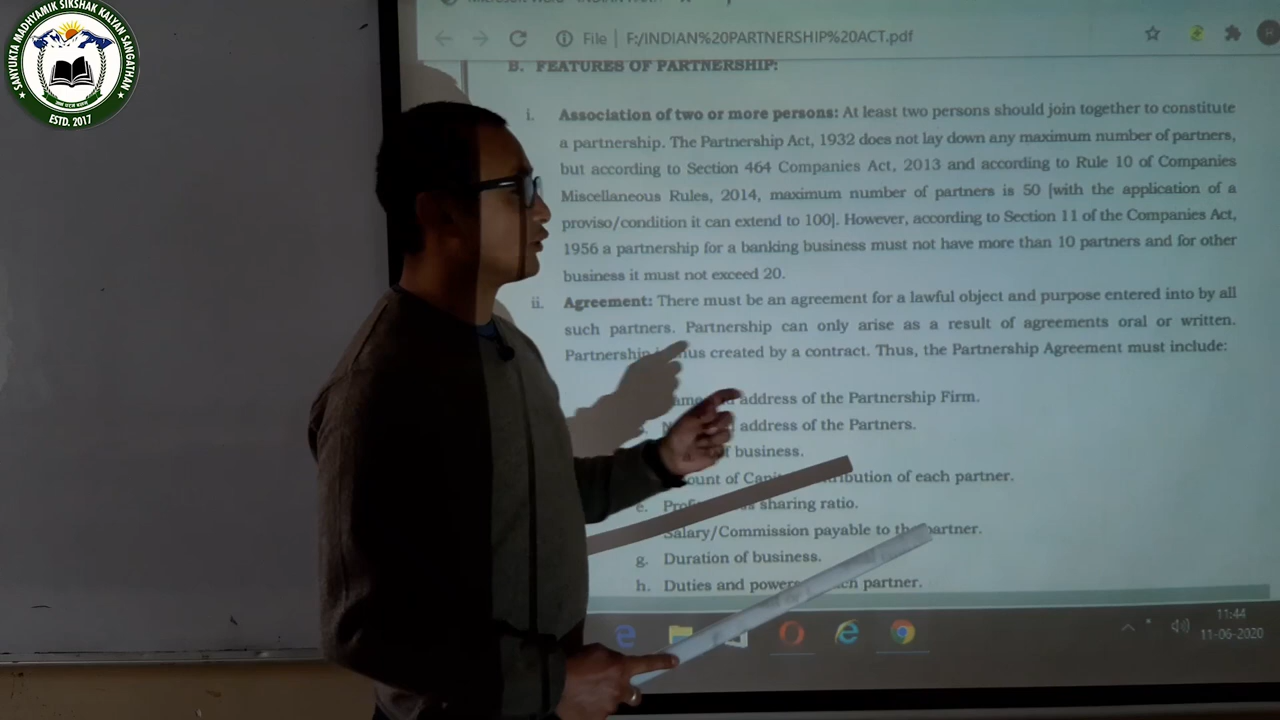 SANYUKTA MADHYAMIK SIKSHAK KALYAN SANGATHAN
ESTD. 2017
File | F:/INDIAN%20PARTNERSHIP%20ACT.pdf
B. FEATURES OF PARTNERSHIP:
i. Association of two or more persons: At least two persons should join together to constitute
a partnership. The Partnership Act, 1932 does not lay down any maximum number of partners,
but according to Section 464 Companies Act, 2013 and according to Rule 10 of Companies
Miscellaneous Rules, 2014, maximum number of partners is 50 [with the application of a
proviso/condition it can extend to 100]. However, according to Section 11 of the Companies Act,
1956 a partnership for a banking business must not have more than 10 partners and for other
business it must not exceed 20.
ii. Agreement: There must be an agreement for a lawful object and purpose entered into by all
such partners. Partnership can only arise as a result of agreements oral or written.
Partnership created by a contract. Thus, the Partnership Agreement must include:
address of the Partnership Firm.
address of the Partners.
of business.
of each partner.
e. sharing ratio.
Salary/Commission payable to the partner.
g. Duration of business.
h. Duties and powers partner.
11:44
11-06-2020